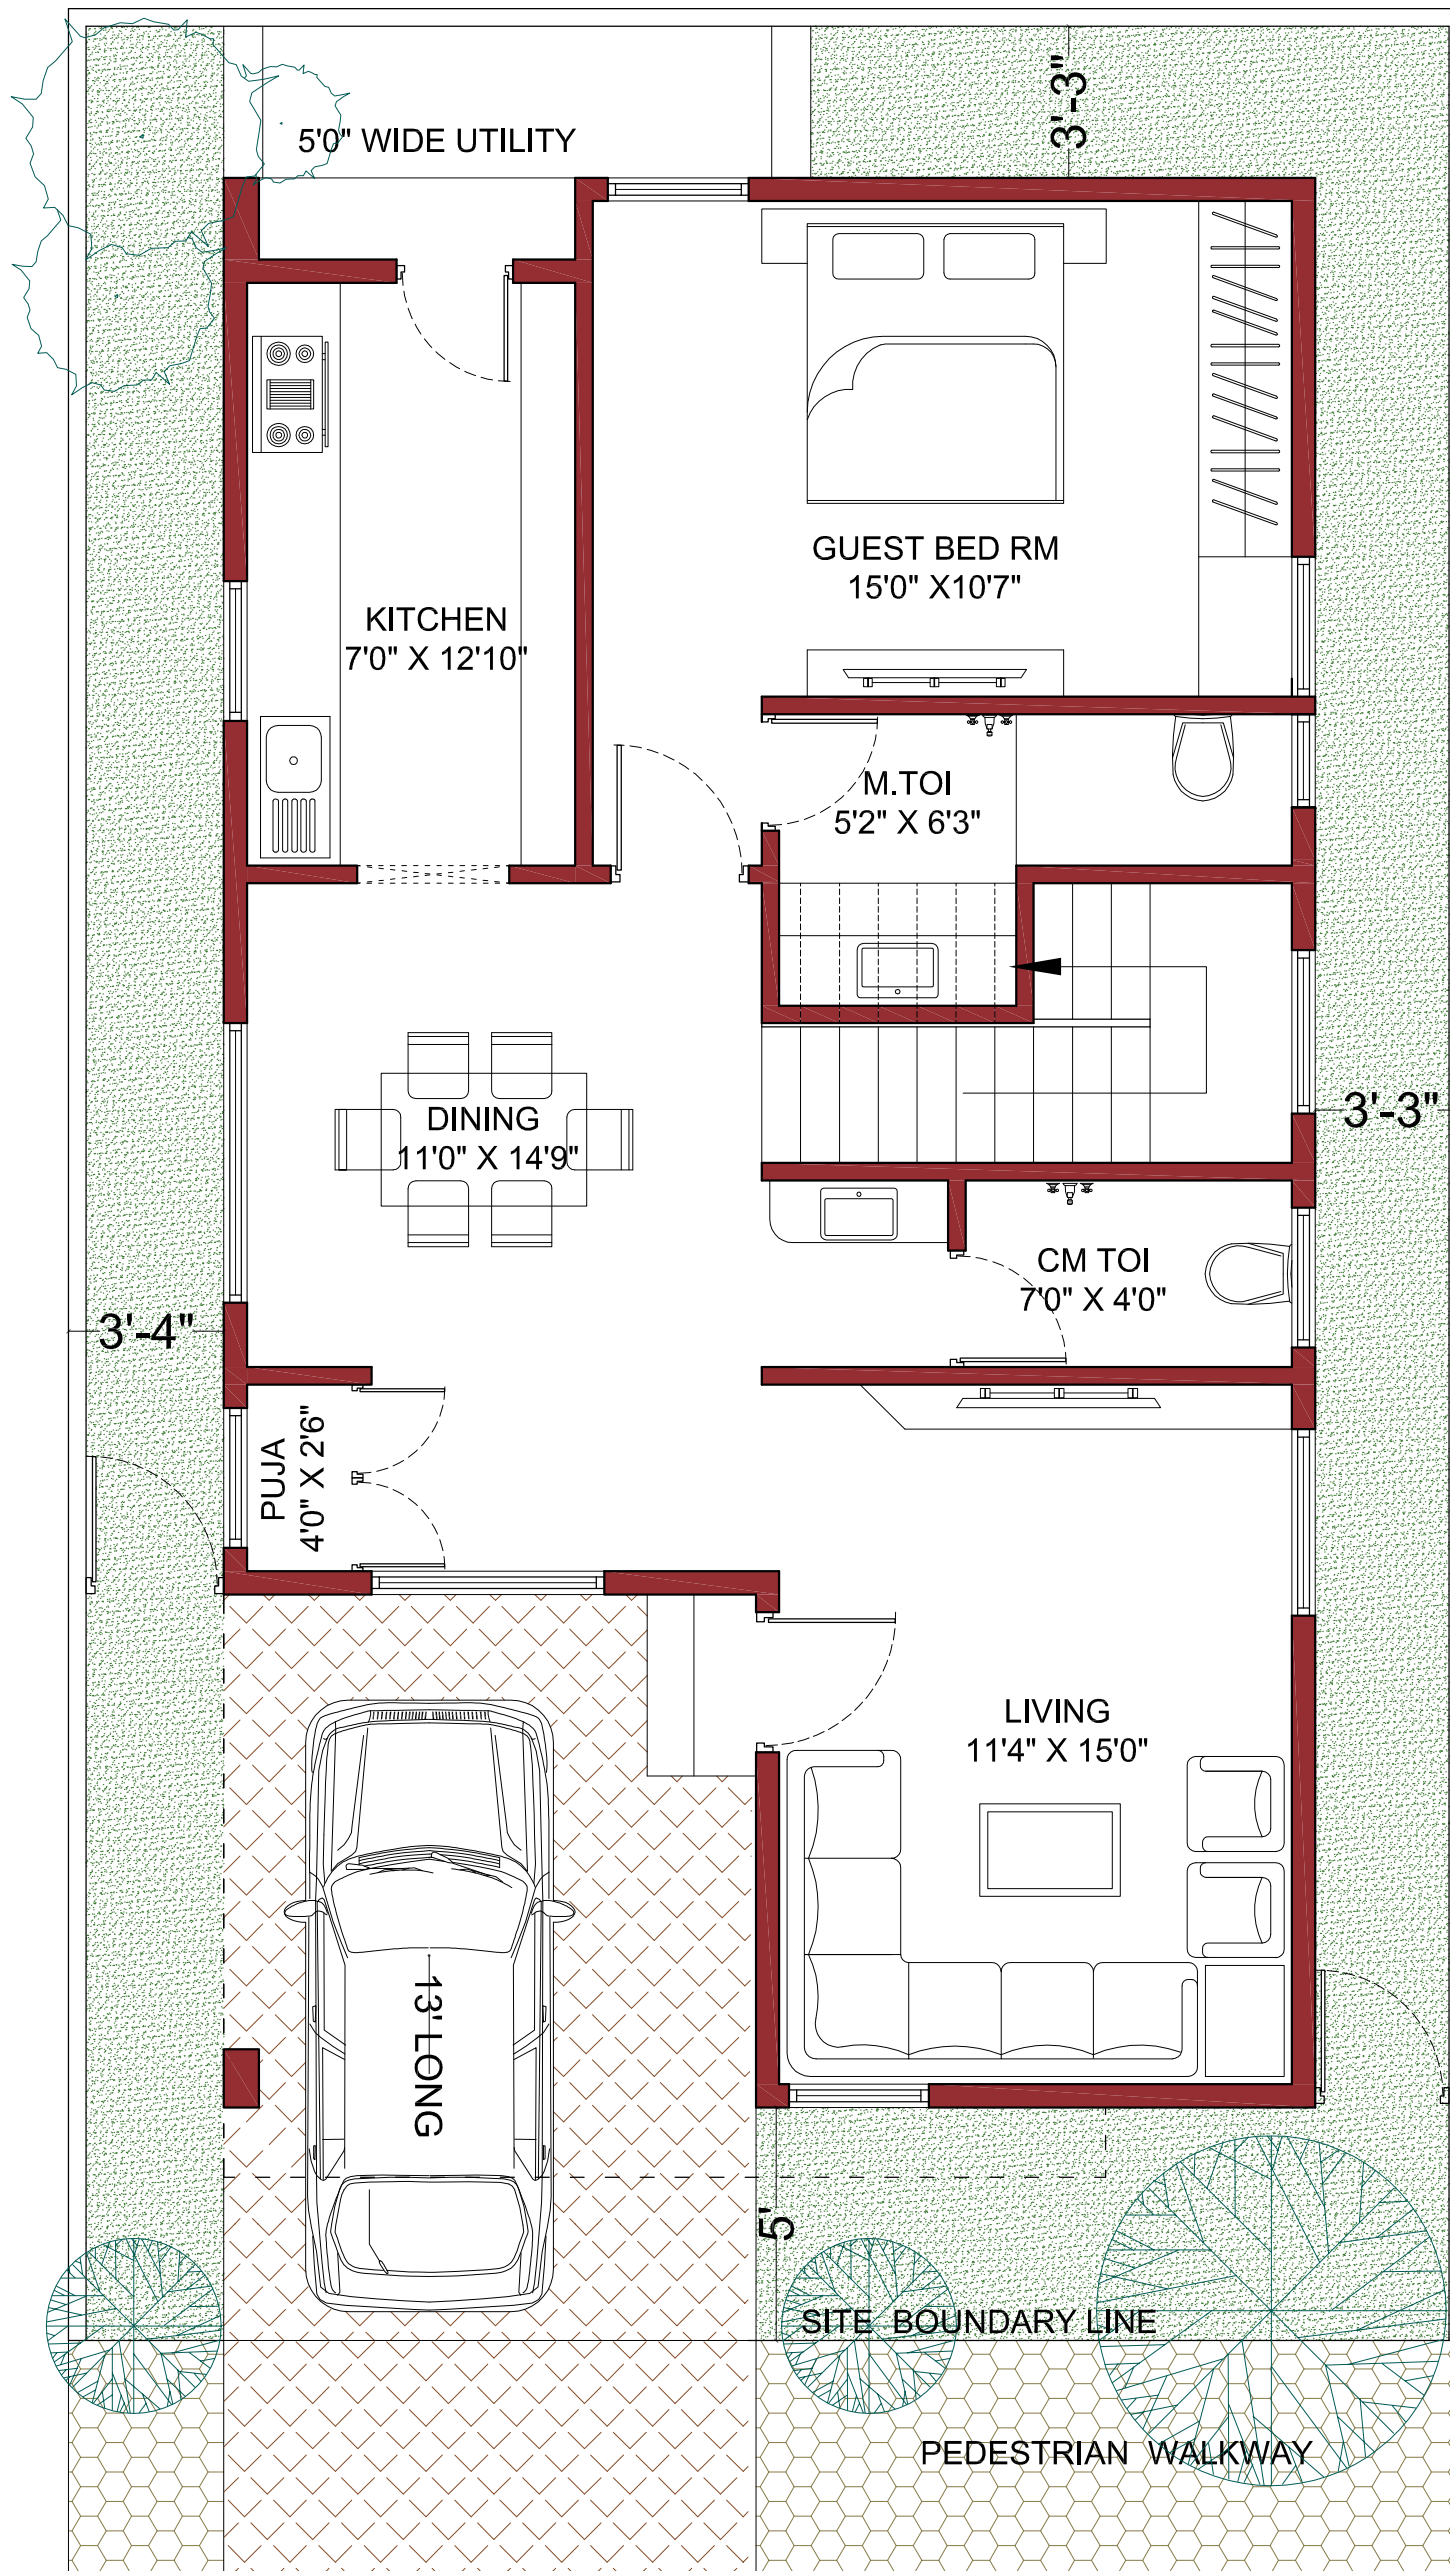 3'-3"
5'0" WIDE UTILITY
GUEST BED RM
15'0" X10'7"
KITCHEN
7'0" X 12'10"
M.TOI
5'2" X 6'3"
DINING
11'0" X 14'9"
3'-3"
CM TOI
7'0" X 4'0"
3'-4"
PUJA
4'0" X 2'6"
LIVING
11'4" X 15'0"
13' LONG
5'
SITE BOUNDARY LINE
PEDESTRIAN WALKWAY